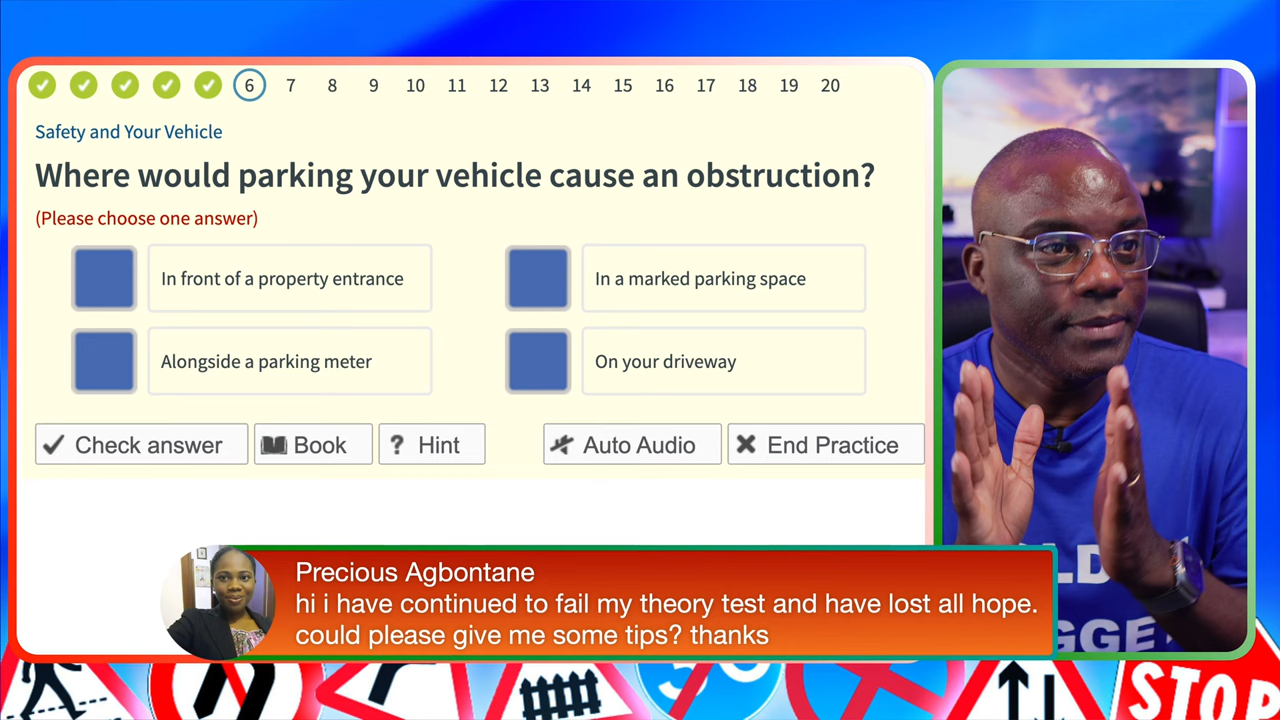 6 7 8 9 10 11 12 13 14 15 16 17 18 19 20
Safety and Your Vehicle
Where would parking your vehicle cause an obstruction?
(Please choose one answer)
In front of a property entrance
In a marked parking space
Alongside a parking meter
On your driveway
Check answer
Book
? Hint
Auto Audio
End Practice
Precious Agbontane
hi i have continued to fail my theory test and have lost all hope.
could please give me some tips? thanks
STOP